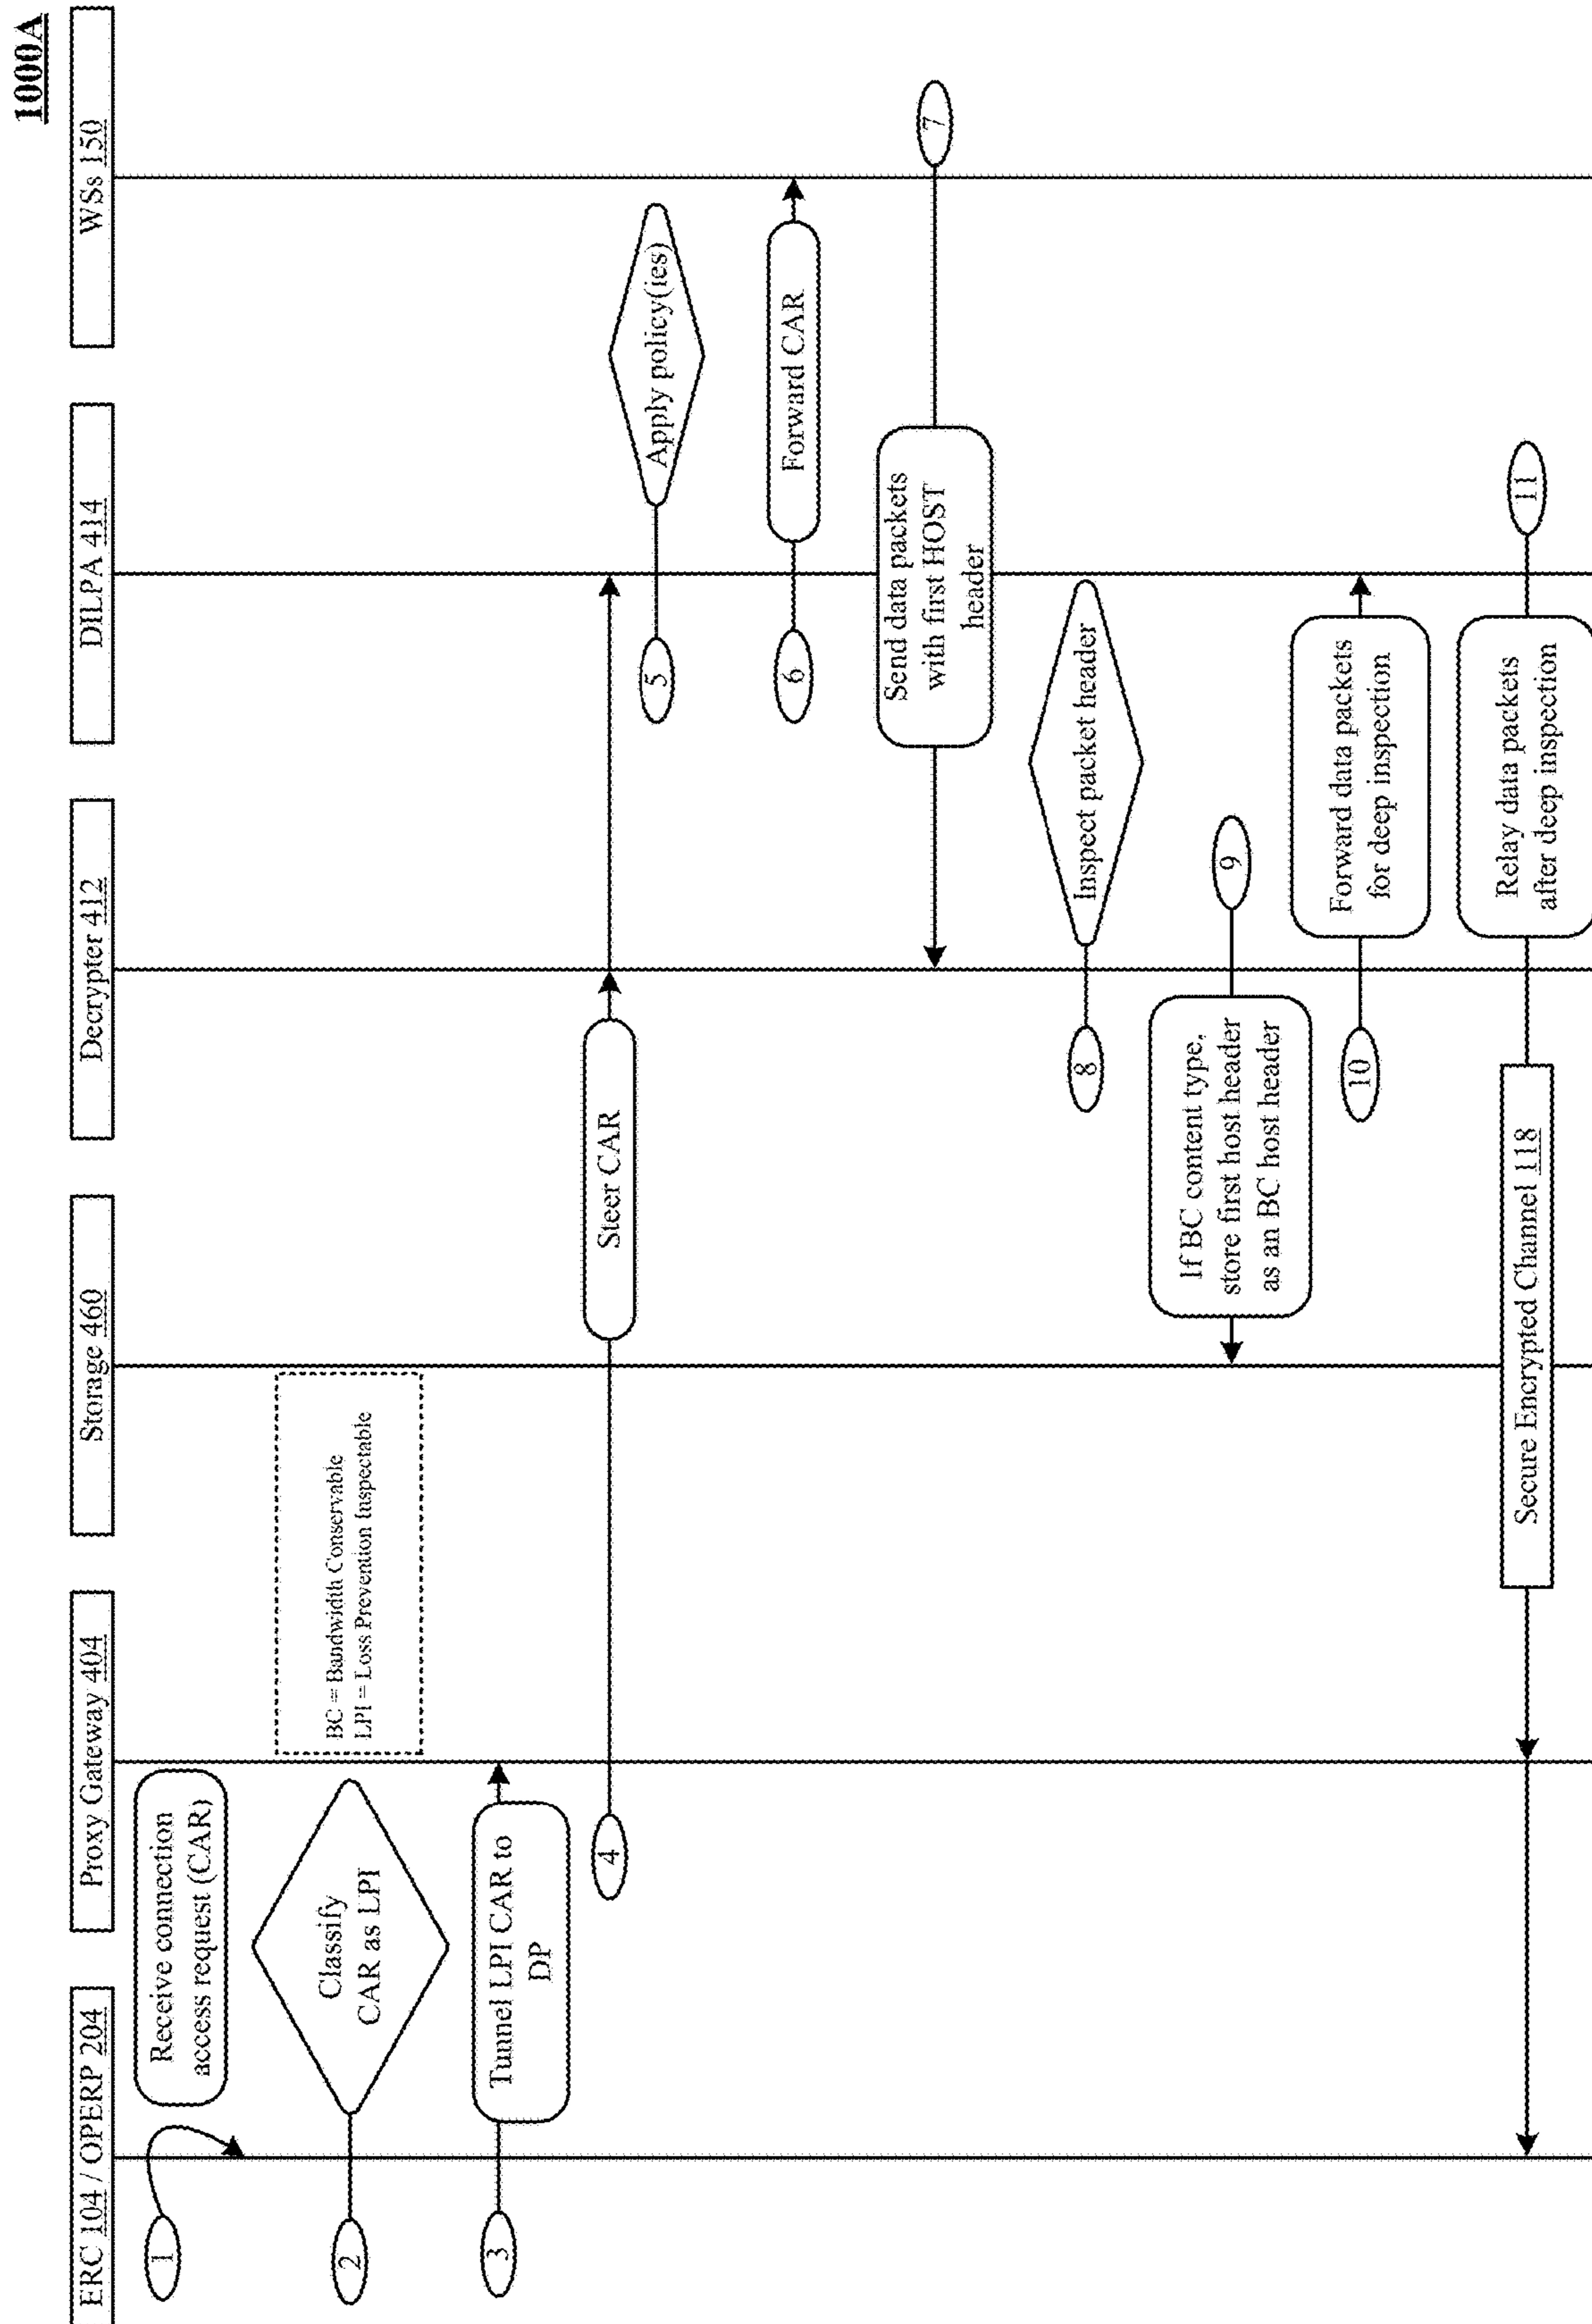 1000A
ERC 104 / OPERP 204
Proxy Gateway 404
Storage 460
Decrypter 412
DILPA 414
WSs 150
1
Receive connection
access request (CAR)
2
Classify
CAR as LPI
BC = Bandwidth Conservable
LPI = Loss Prevention Inspectable
3
Tunnel LPI CAR to
DP
4
Steer CAR
5
Apply policy(ies)
6
Forward CAR
7
Send data packets
with first HOST
header
8
Inspect packet header
9
If BC content type,
store first host header
as an BC host header
10
Forward data packets
for deep inspection
11
Relay data packets
after deep inspection
Secure Encrypted Channel 118